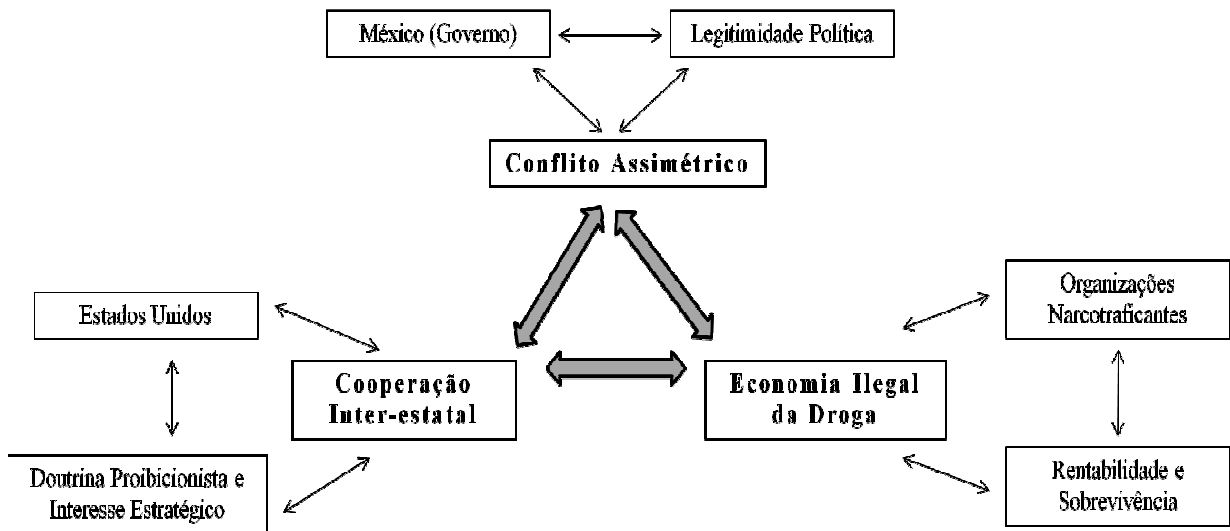 México (Governo)
Legitimidade Política
Conflito Assimétrico
Estados Unidos
Doutrina Proibicionista e
Interesse Estratégico
Cooperação
Inter-estatal
Economia Ilegal
da Droga
Organizações
Narcotraficantes
Rentabilidade e
Sobrevivência